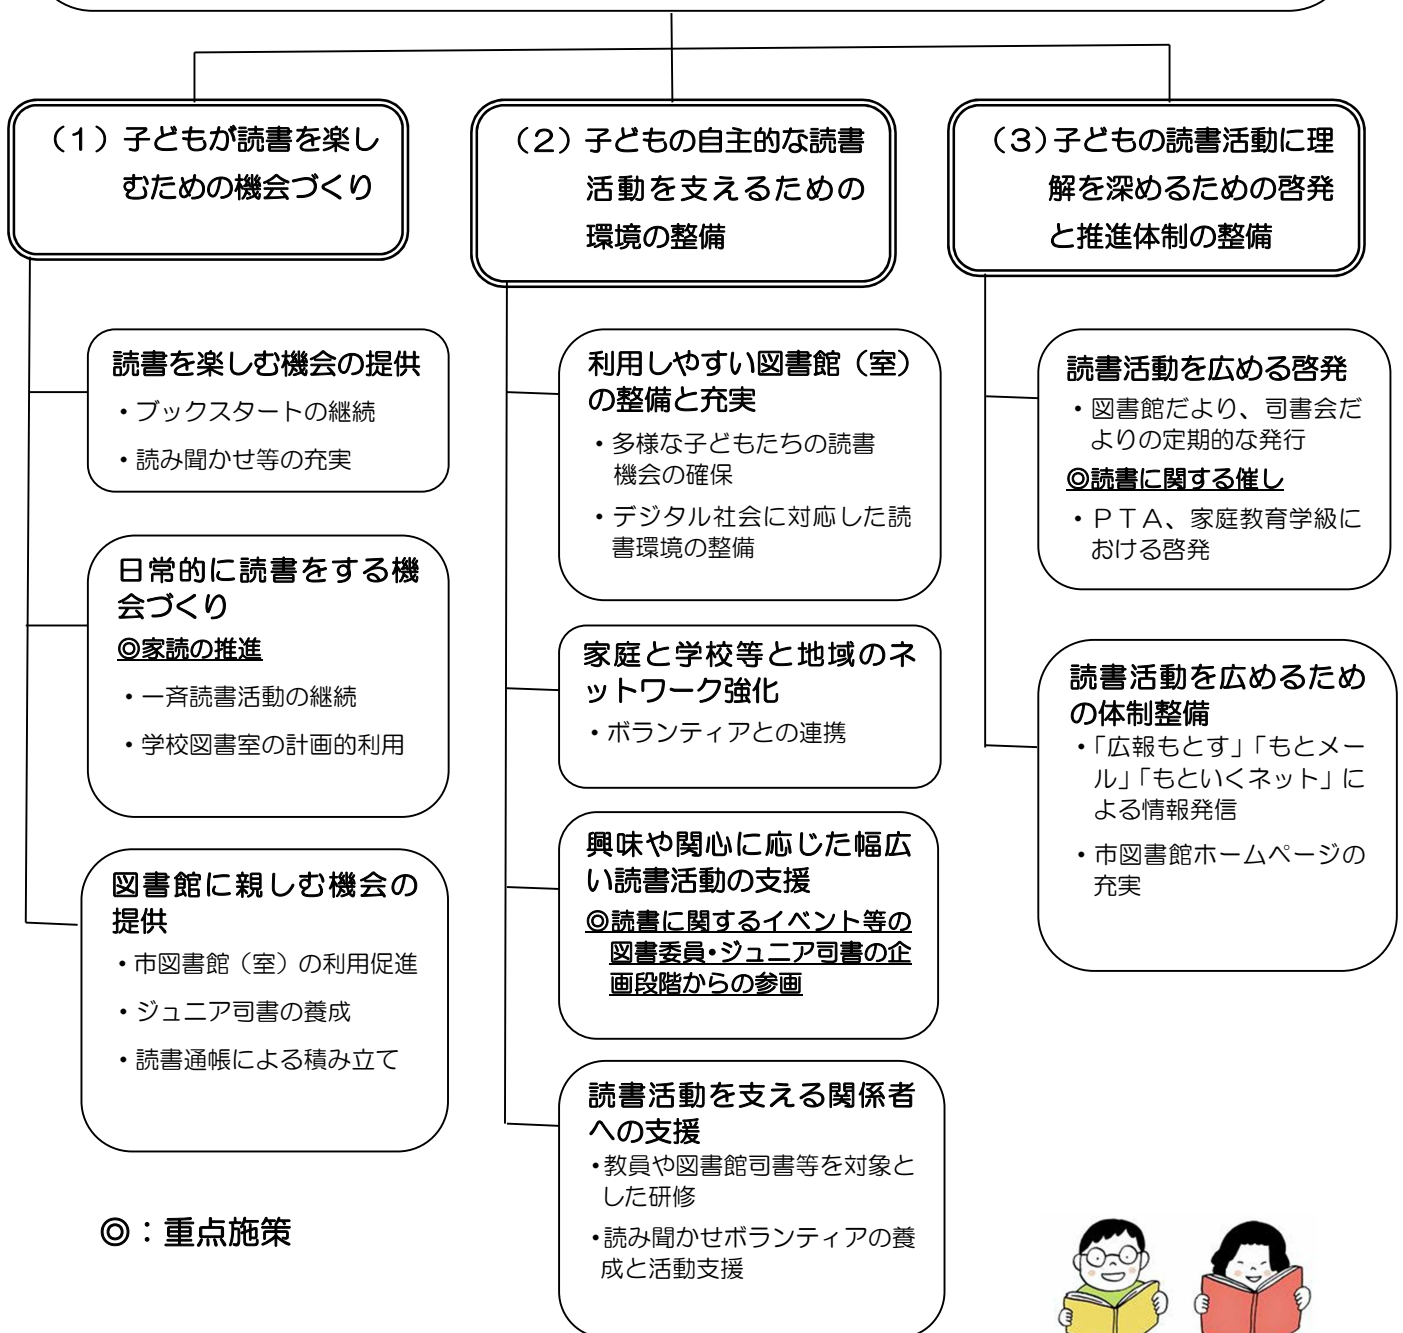 （１）子どもが読書を楽し
むための機会づくり
読書を楽しむ機会の提供
・ブックスタートの継続
・読み聞かせ等の充実
日常的に読書をする機
会づくり
◎家読の推進
・一斉読書活動の継続
・学校図書室の計画的利用
図書館に親しむ機会の
提供
・市図書館（室）の利用促進
・ジュニア司書の養成
・読書通帳による積み立て
◎：重点施策
（２）子どもの自主的な読書
活動を支えるための
環境の整備
利用しやすい図書館（室）
の整備と充実
・多様な子どもたちの読書
機会の確保
・デジタル社会に対応した読
書環境の整備
家庭と学校等と地域のネ
ットワーク強化
・ボランティアとの連携
興味や関心に応じた幅広
い読書活動の支援
◎読書に関するイベント等の
図書委員・ジュニア司書の企
画段階からの参画
読書活動を支える関係者
への支援
・教員や図書館司書等を対象と
した研修
・読み聞かせボランティアの養
成と活動支援
（３）子どもの読書活動に理
解を深めるための啓発
と推進体制の整備
読書活動を広める啓発
・図書館だより、司書会だ
よりの定期的な発行
◎読書に関する催し
・ＰＴＡ、家庭教育学級に
おける啓発
読書活動を広めるため
の体制整備
・「広報もとす」「もとメー
ル」「もといくネット」に
よる情報発信
・市図書館ホームページの
充実